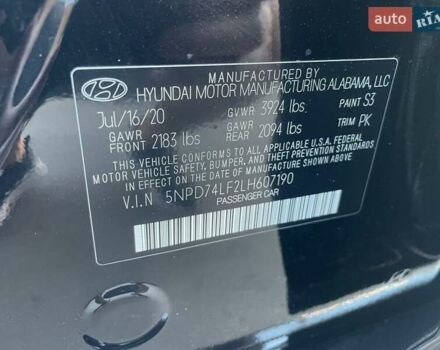 auto.RIA
MANUFACTURED BY
HYUNDAI MOTOR MANUFACTURING ALABAMA, LLC
Jul/16/20 GVWR 3924 lbs PAINT S3
GAWR FRONT 2183 lbs GAWR REAR 2094 lbs TRIM PK
THIS VEHICLE CONFORMS TO ALL APPLICABLE U.S.A FEDERAL
MOTOR VEHICLE SAFETY, BUMPER, AND THEFT PREVENTION
STANDARDS IN EFFECT ON THE DATE OF MANUFACTURE
SHOWN ABOVE.
V.I.N 5NPD74LF2LH607190
PASSENGER CAR